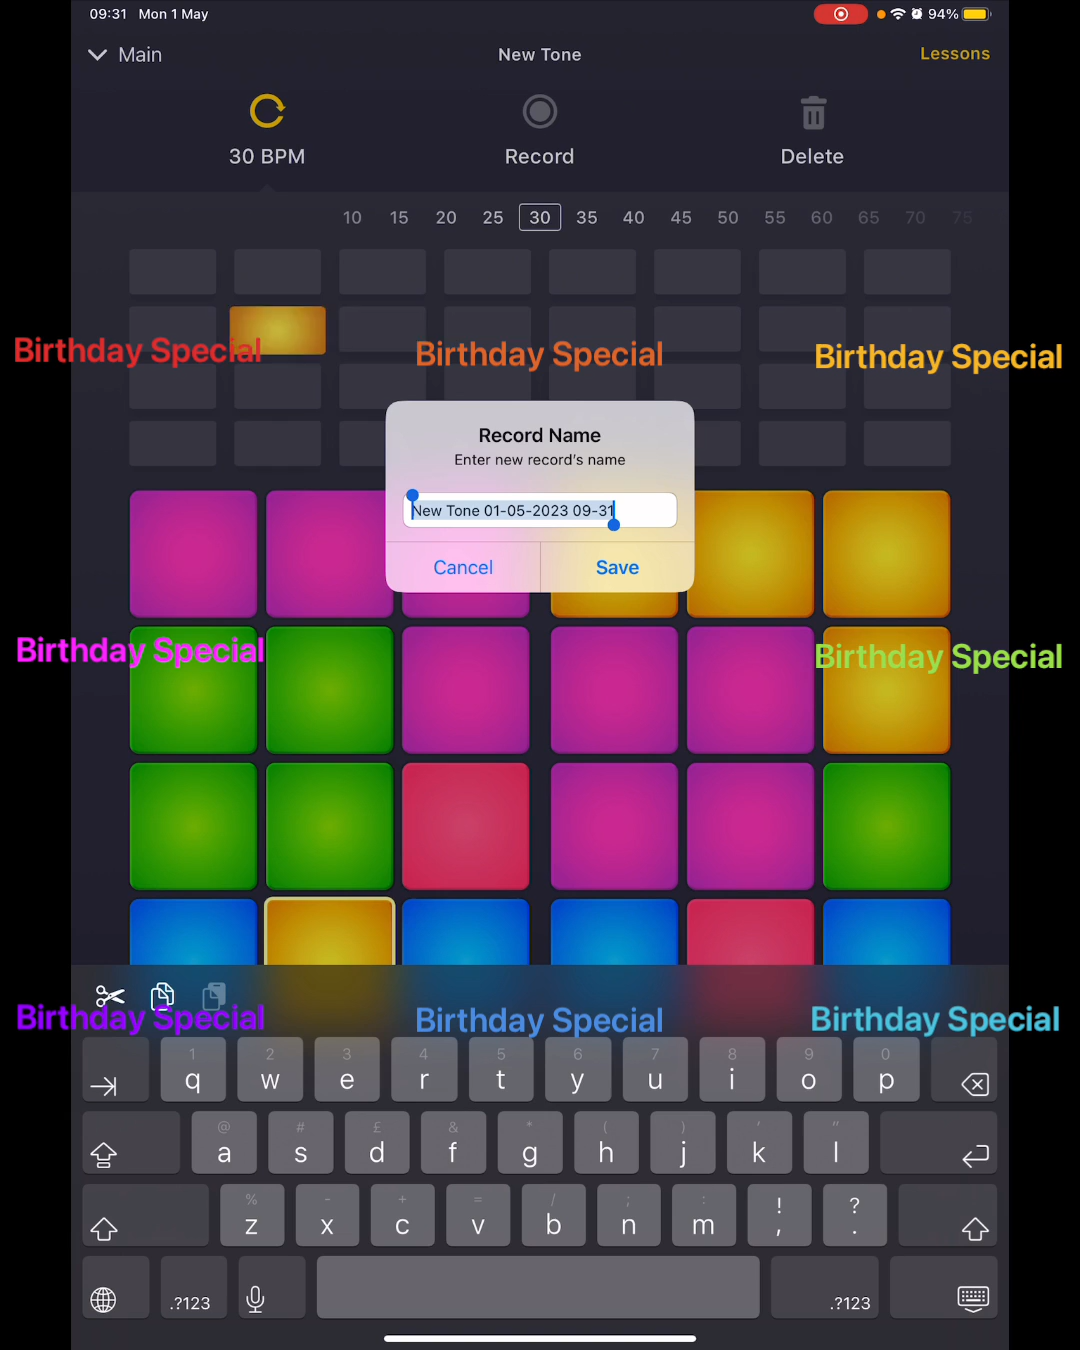 09:31 Mon 1 May
94%
Main
New Tone
Lessons
30 BPM
Record
Delete
10 15 20 25 30 35 40 45 50 55 60 65 70 75
Birthday Special
Birthday Special
Birthday Special
Record Name
Enter new record's name
New Tone 01-05-2023 09-31
Cancel
Save
Birthday Special
Birthday Special
Birthday Special
Birthday Special
Birthday Special
1 2 3 4 5 6 7 8 9 0
q w e r t y u i o p
@ # £ & * ( ) ' "
a s d f g h j k l
% - + = / ; : ! ?
z x c v b n m , .
.?123
.?123